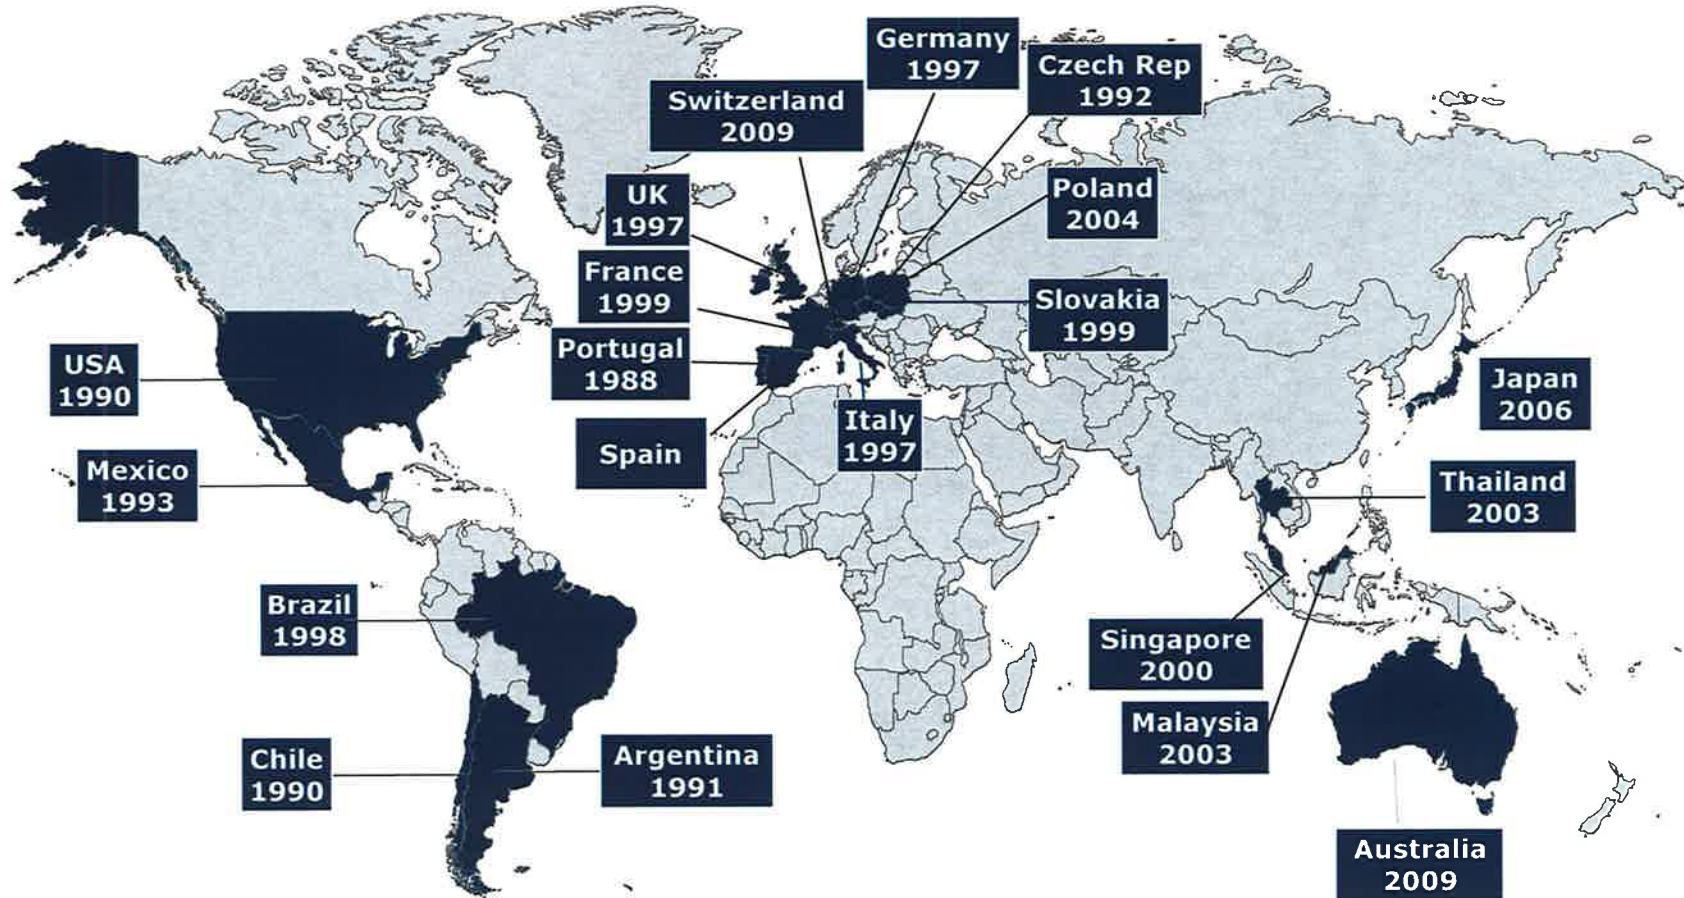 Germany
1997
Czech Rep
1992
Switzerland
2009
UK
1997
Poland
2004
France
1999
Slovakia
1999
Portugal
1988
USA
1990
Japan
2006
Italy
1997
Spain
Mexico
1993
Thailand
2003
Brazil
1998
Singapore
2000
Malaysia
2003
Chile
1990
Argentina
1991
Australia
2009